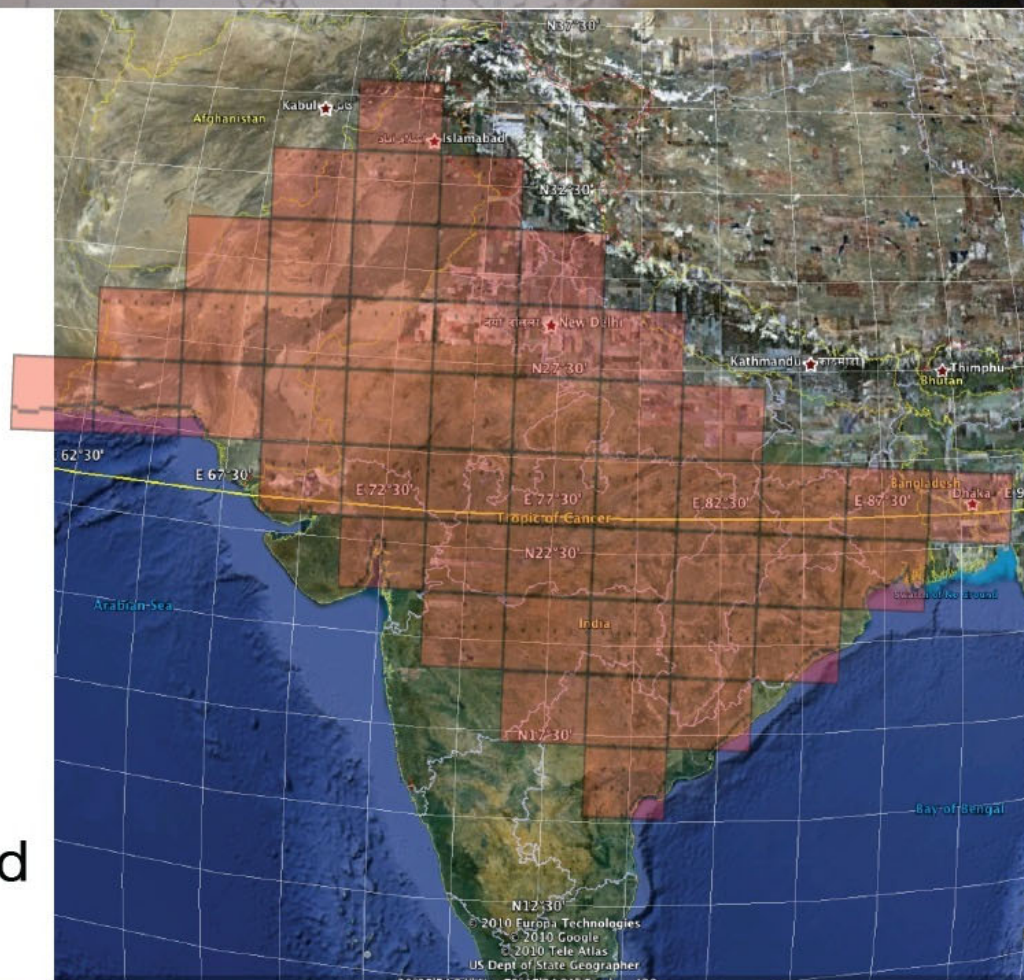 N37°30'
Kabul کابل
Afghanistan
Islamabad
N32°30'
New Delhi
N27°30'
Kathmandu
Thimphu
Bhutan
62°30'
E 67°30'
E 72°30'
E 77°30'
E 82°30'
E 87°30'
Bangladesh
Dhaka
E 9
Tropic of Cancer
N22°30'
Arabian Sea
India
N17°30'
Bay of Bengal
d
N12°30'
© 2010 Europa Technologies
© 2010 Google
© 2010 Tele Atlas
US Dept of State Geographer